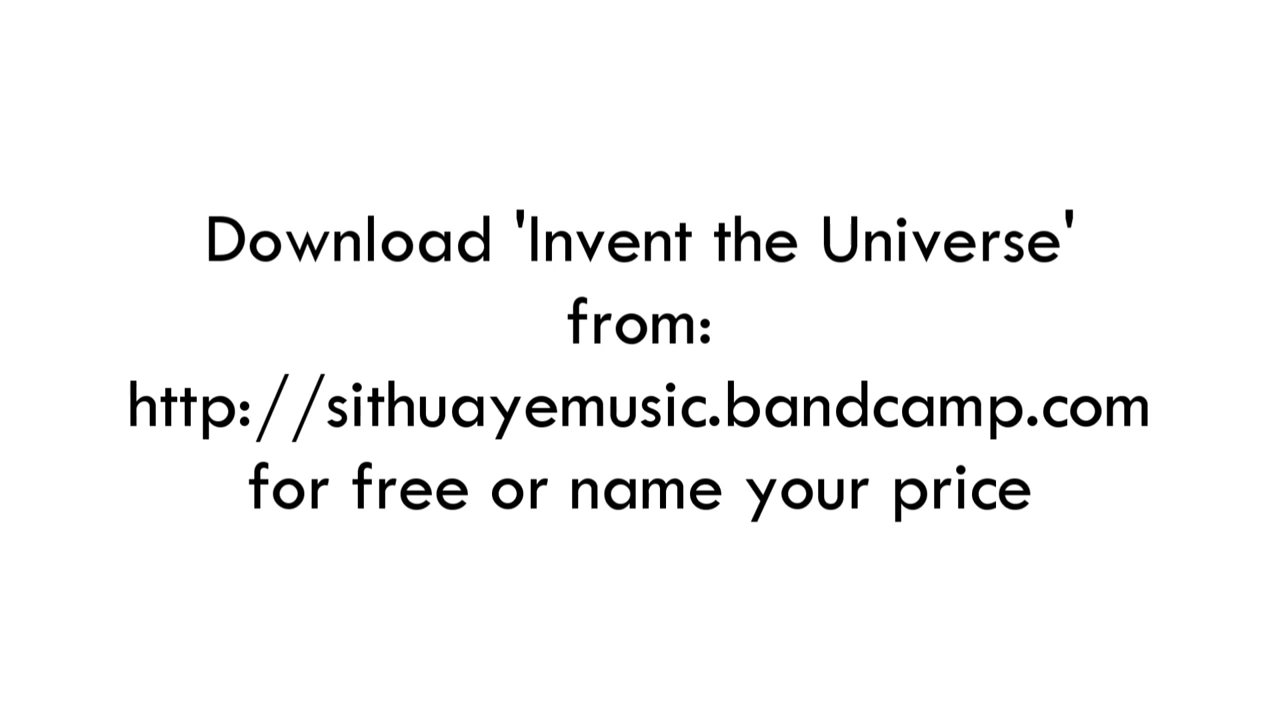 Download 'Invent the Universe'
from:
http://sithuayemusic.bandcamp.com
for free or name your price